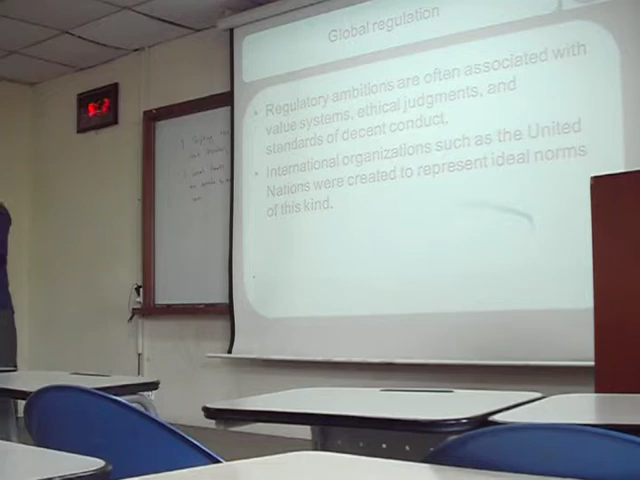 Global regulation
• Regulatory ambitions are often associated with
value systems, ethical judgments, and
standards of decent conduct.
• International organizations such as the United
Nations were created to represent ideal norms
of this kind.